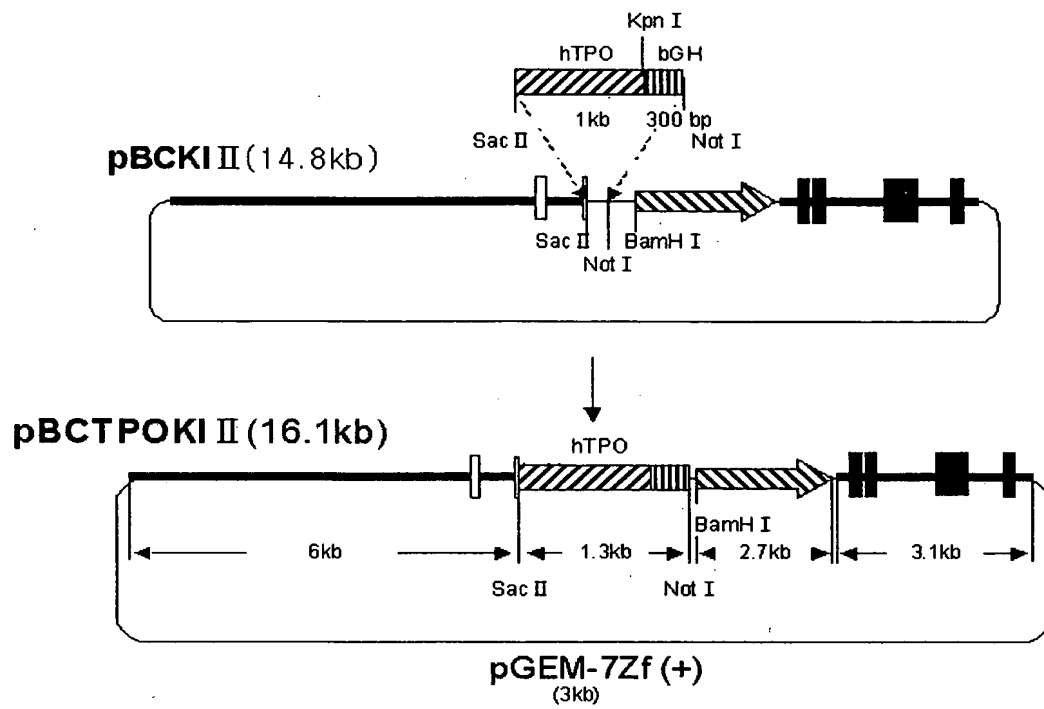 Kpn I
hTPO bGH
1kb 300 bp
Sac II Not I
pBCKI II (14.8kb)
Sac II BamH I
Not I
pBCTPOKI II (16.1kb)
hTPO
BamH I
6kb 1.3kb 2.7kb 3.1kb
Sac II Not I
pGEM-7Zf (+)
(3kb)